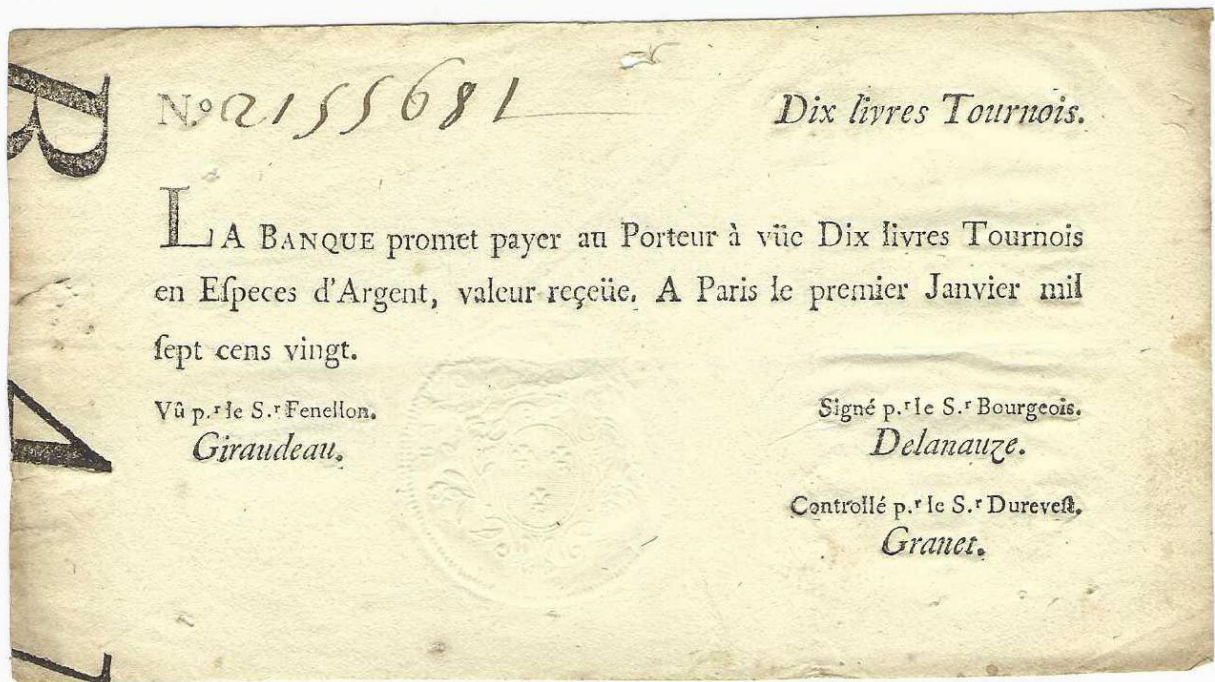 N.º 2155681 Dix livres Tournois.
LA BANQUE promet payer au Porteur à vüe Dix livres Tournois
en Eſpeces d'Argent, valeur reçeüe. A Paris le premier Janvier mil
ſept cens vingt.
Vû p.ʳ le S.ʳ Fenellon.
Giraudeau.
Signé p.ʳ le S.ʳ Bourgeois.
Delanauze.
Controllé p.ʳ le S.ʳ Dureveſt.
Granet.